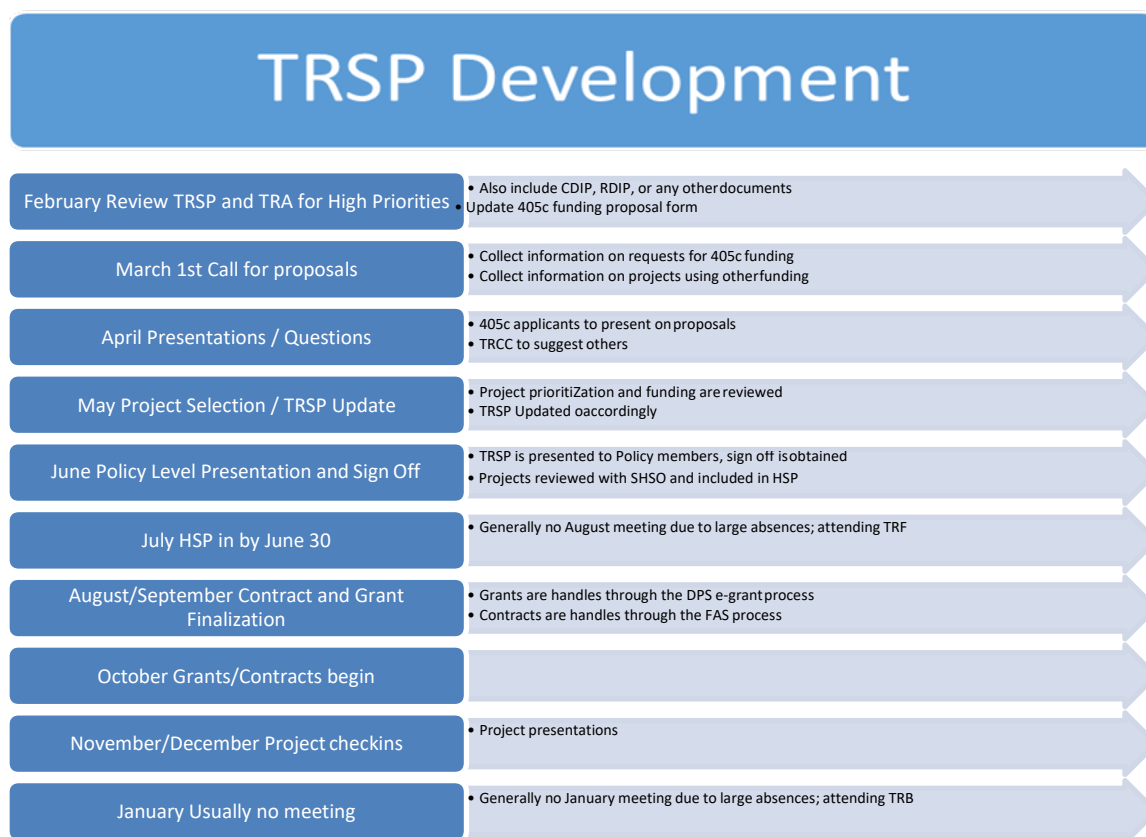 TRSP Development
February Review TRSP and TRA for High Priorities
• Also include CDIP, RDIP, or any otherdocuments
• Update 405c funding proposal form
March 1st Call for proposals
• Collect information on requests for 405c funding
• Collect information on projects using otherfunding
April Presentations / Questions
• 405c applicants to present onproposals
• TRCC to suggest others
May Project Selection / TRSP Update
• Project prioritiZation and funding arereviewed
• TRSP Updated oaccordingly
June Policy Level Presentation and Sign Off
• TRSP is presented to Policy members, sign off isobtained
• Projects reviewed with SHSO and included in HSP
July HSP in by June 30
• Generally no August meeting due to large absences; attending TRF
August/September Contract and Grant
Finalization
• Grants are handles through the DPS e-grantprocess
• Contracts are handles through the FAS process
October Grants/Contracts begin
November/December Project checkins
• Project presentations
January Usually no meeting
• Generally no January meeting due to large absences; attending TRB